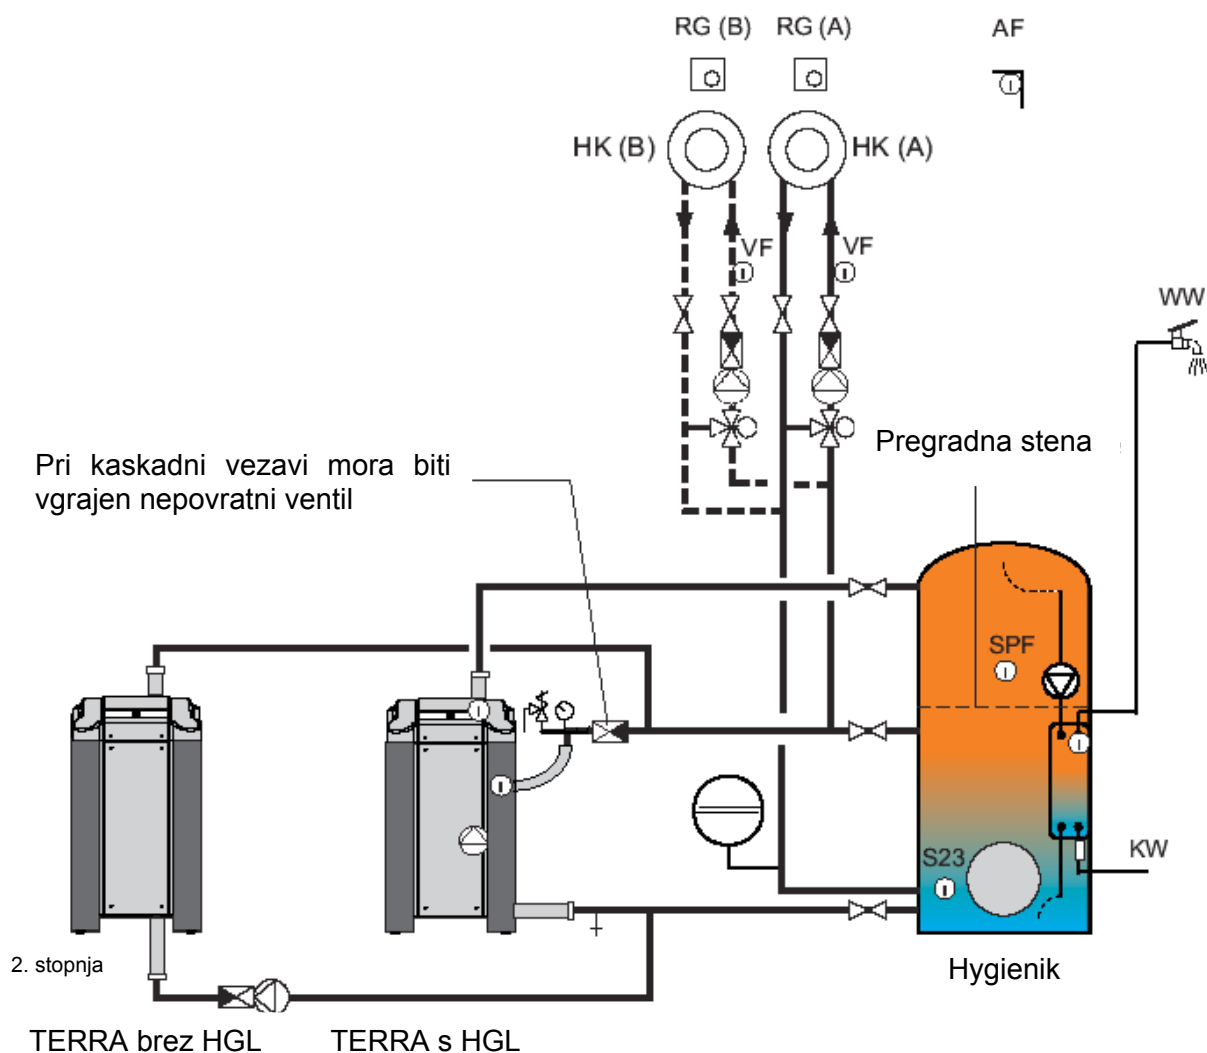 RG (B) RG (A) AF
HK (B) HK (A)
VF VF
WW
Pregradna stena
Pri kaskadni vezavi mora biti
vgrajen nepovratni ventil
SPF
S23
KW
2. stopnja
Hygienik
TERRA brez HGL TERRA s HGL